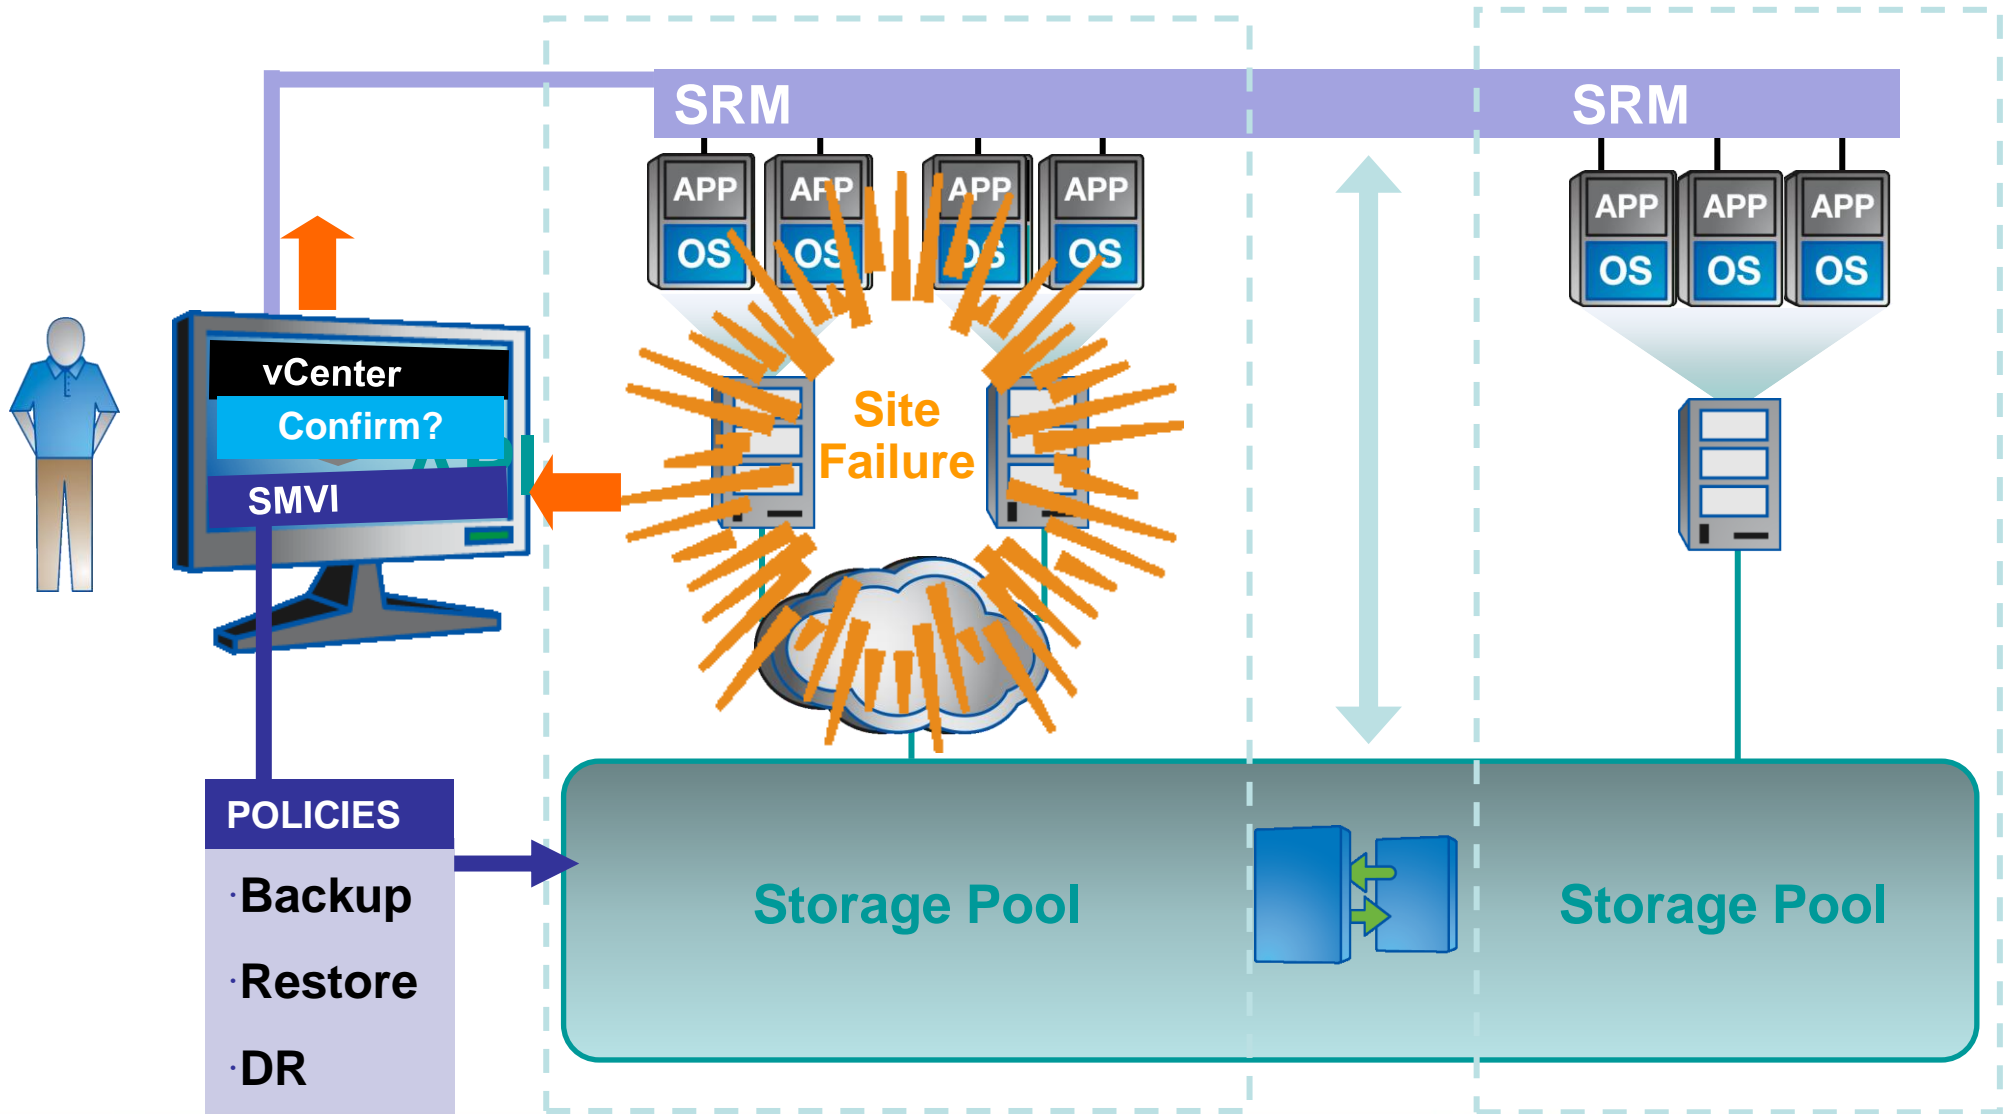 SRM
SRM
APP
OS
APP
OS
APP
OS
APP
OS
APP
OS
APP
OS
APP
OS
vCenter
Confirm?
SMVI
Site
Failure
POLICIES
·Backup
·Restore
·DR
Storage Pool
Storage Pool